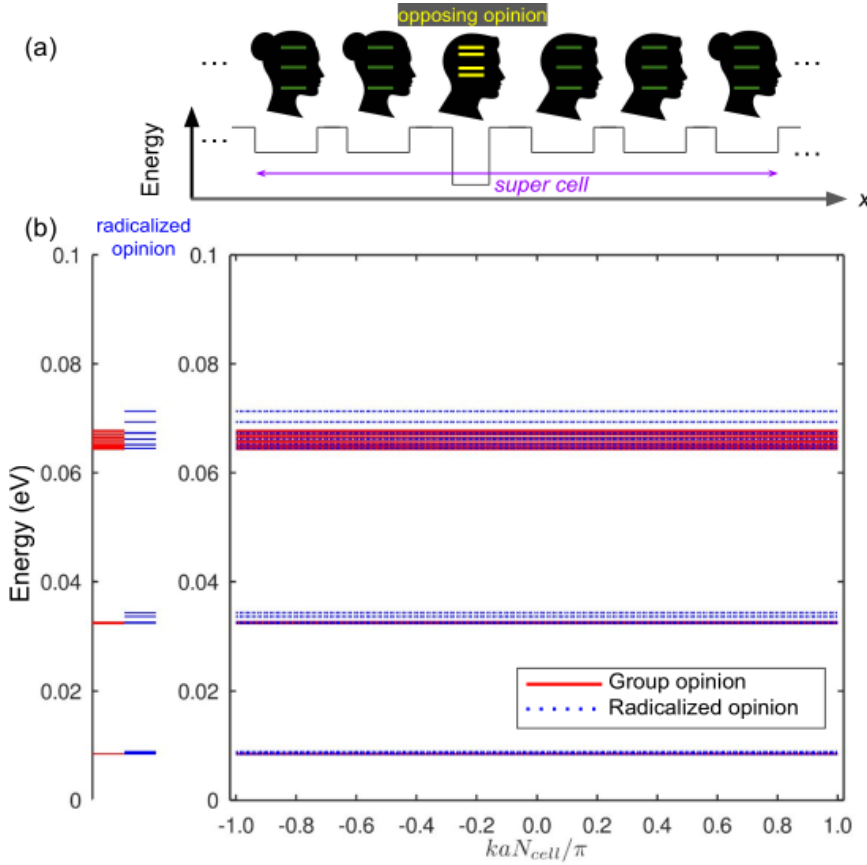 opposing opinion
(a)
... ...
Energy
... ...
super cell
x
(b)
radicalized
opinion
0.1 0.1
0.08 0.08
0.06 0.06
Energy (eV)
0.04 0.04
0.02 0.02
0 0
Group opinion
Radicalized opinion
-1.0 -0.8 -0.6 -0.4 -0.2 0.0 0.2 0.4 0.6 0.8 1.0
kaN_cell/π